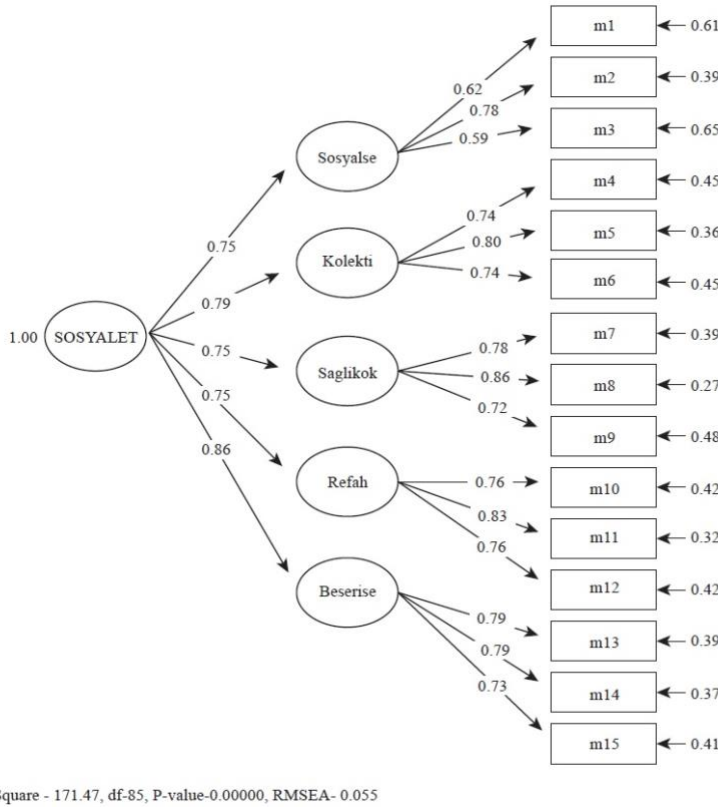 m1
0.61
m2
0.39
0.62
0.78
m3
0.65
0.59
Sosyalse
m4
0.45
0.74
m5
0.36
0.80
0.75
Kolekti
0.74
m6
0.45
0.79
m7
0.39
1.00 SOSYALET
0.78
0.75
Saglikok
0.86
m8
0.27
0.75
0.72
m9
0.48
0.86
Refah
0.76
m10
0.42
0.83
m11
0.32
0.76
m12
0.42
Beserise
0.79
m13
0.39
0.79
m14
0.37
0.73
m15
0.41
quare - 171.47, df-85, P-value-0.00000, RMSEA- 0.055